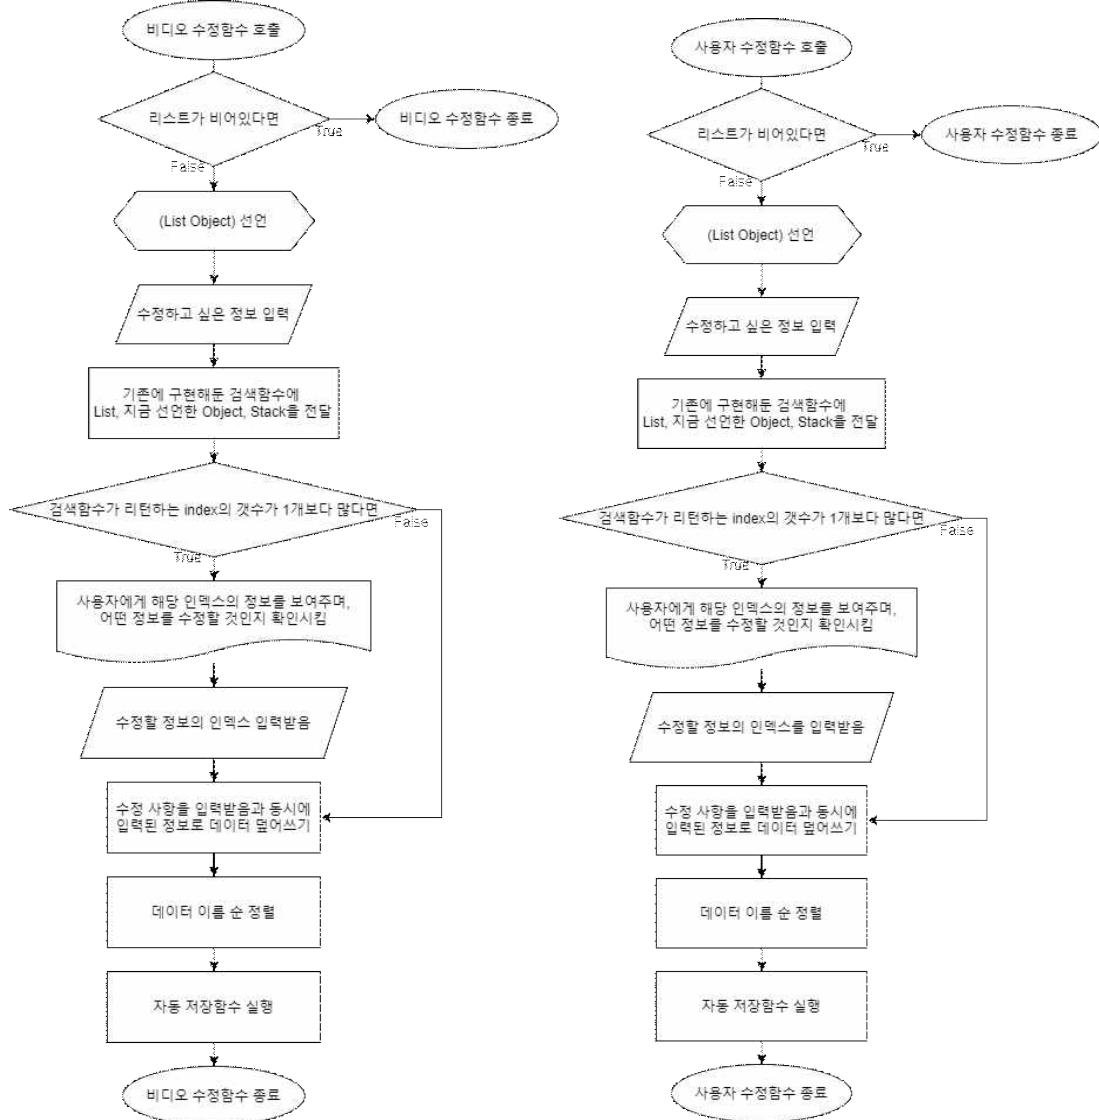 비디오 수정함수 호출
리스트가 비어있다면
True
비디오 수정함수 종료
False
(List Object) 선언
수정하고 싶은 정보 입력
기존에 구현해둔 검색함수에
List, 지금 선언한 Object, Stack을 전달
검색함수가 리턴하는 index의 갯수가 1개보다 많다면
False
True
사용자에게 해당 인덱스의 정보를 보여주며,
어떤 정보를 수정할 것인지 확인시킴
수정할 정보의 인덱스 입력받음
수정 사항을 입력받음과 동시에
입력된 정보로 데이터 덮어쓰기
데이터 이름 순 정렬
자동 저장함수 실행
비디오 수정함수 종료
사용자 수정함수 호출
리스트가 비어있다면
True
사용자 수정함수 종료
False
(List Object) 선언
수정하고 싶은 정보 입력
기존에 구현해둔 검색함수에
List, 지금 선언한 Object, Stack을 전달
검색함수가 리턴하는 index의 갯수가 1개보다 많다면
False
True
사용자에게 해당 인덱스의 정보를 보여주며,
어떤 정보를 수정할 것인지 확인시킴
수정할 정보의 인덱스를 입력받음
수정 사항을 입력받음과 동시에
입력된 정보로 데이터 덮어쓰기
데이터 이름 순 정렬
자동 저장함수 실행
사용자 수정함수 종료